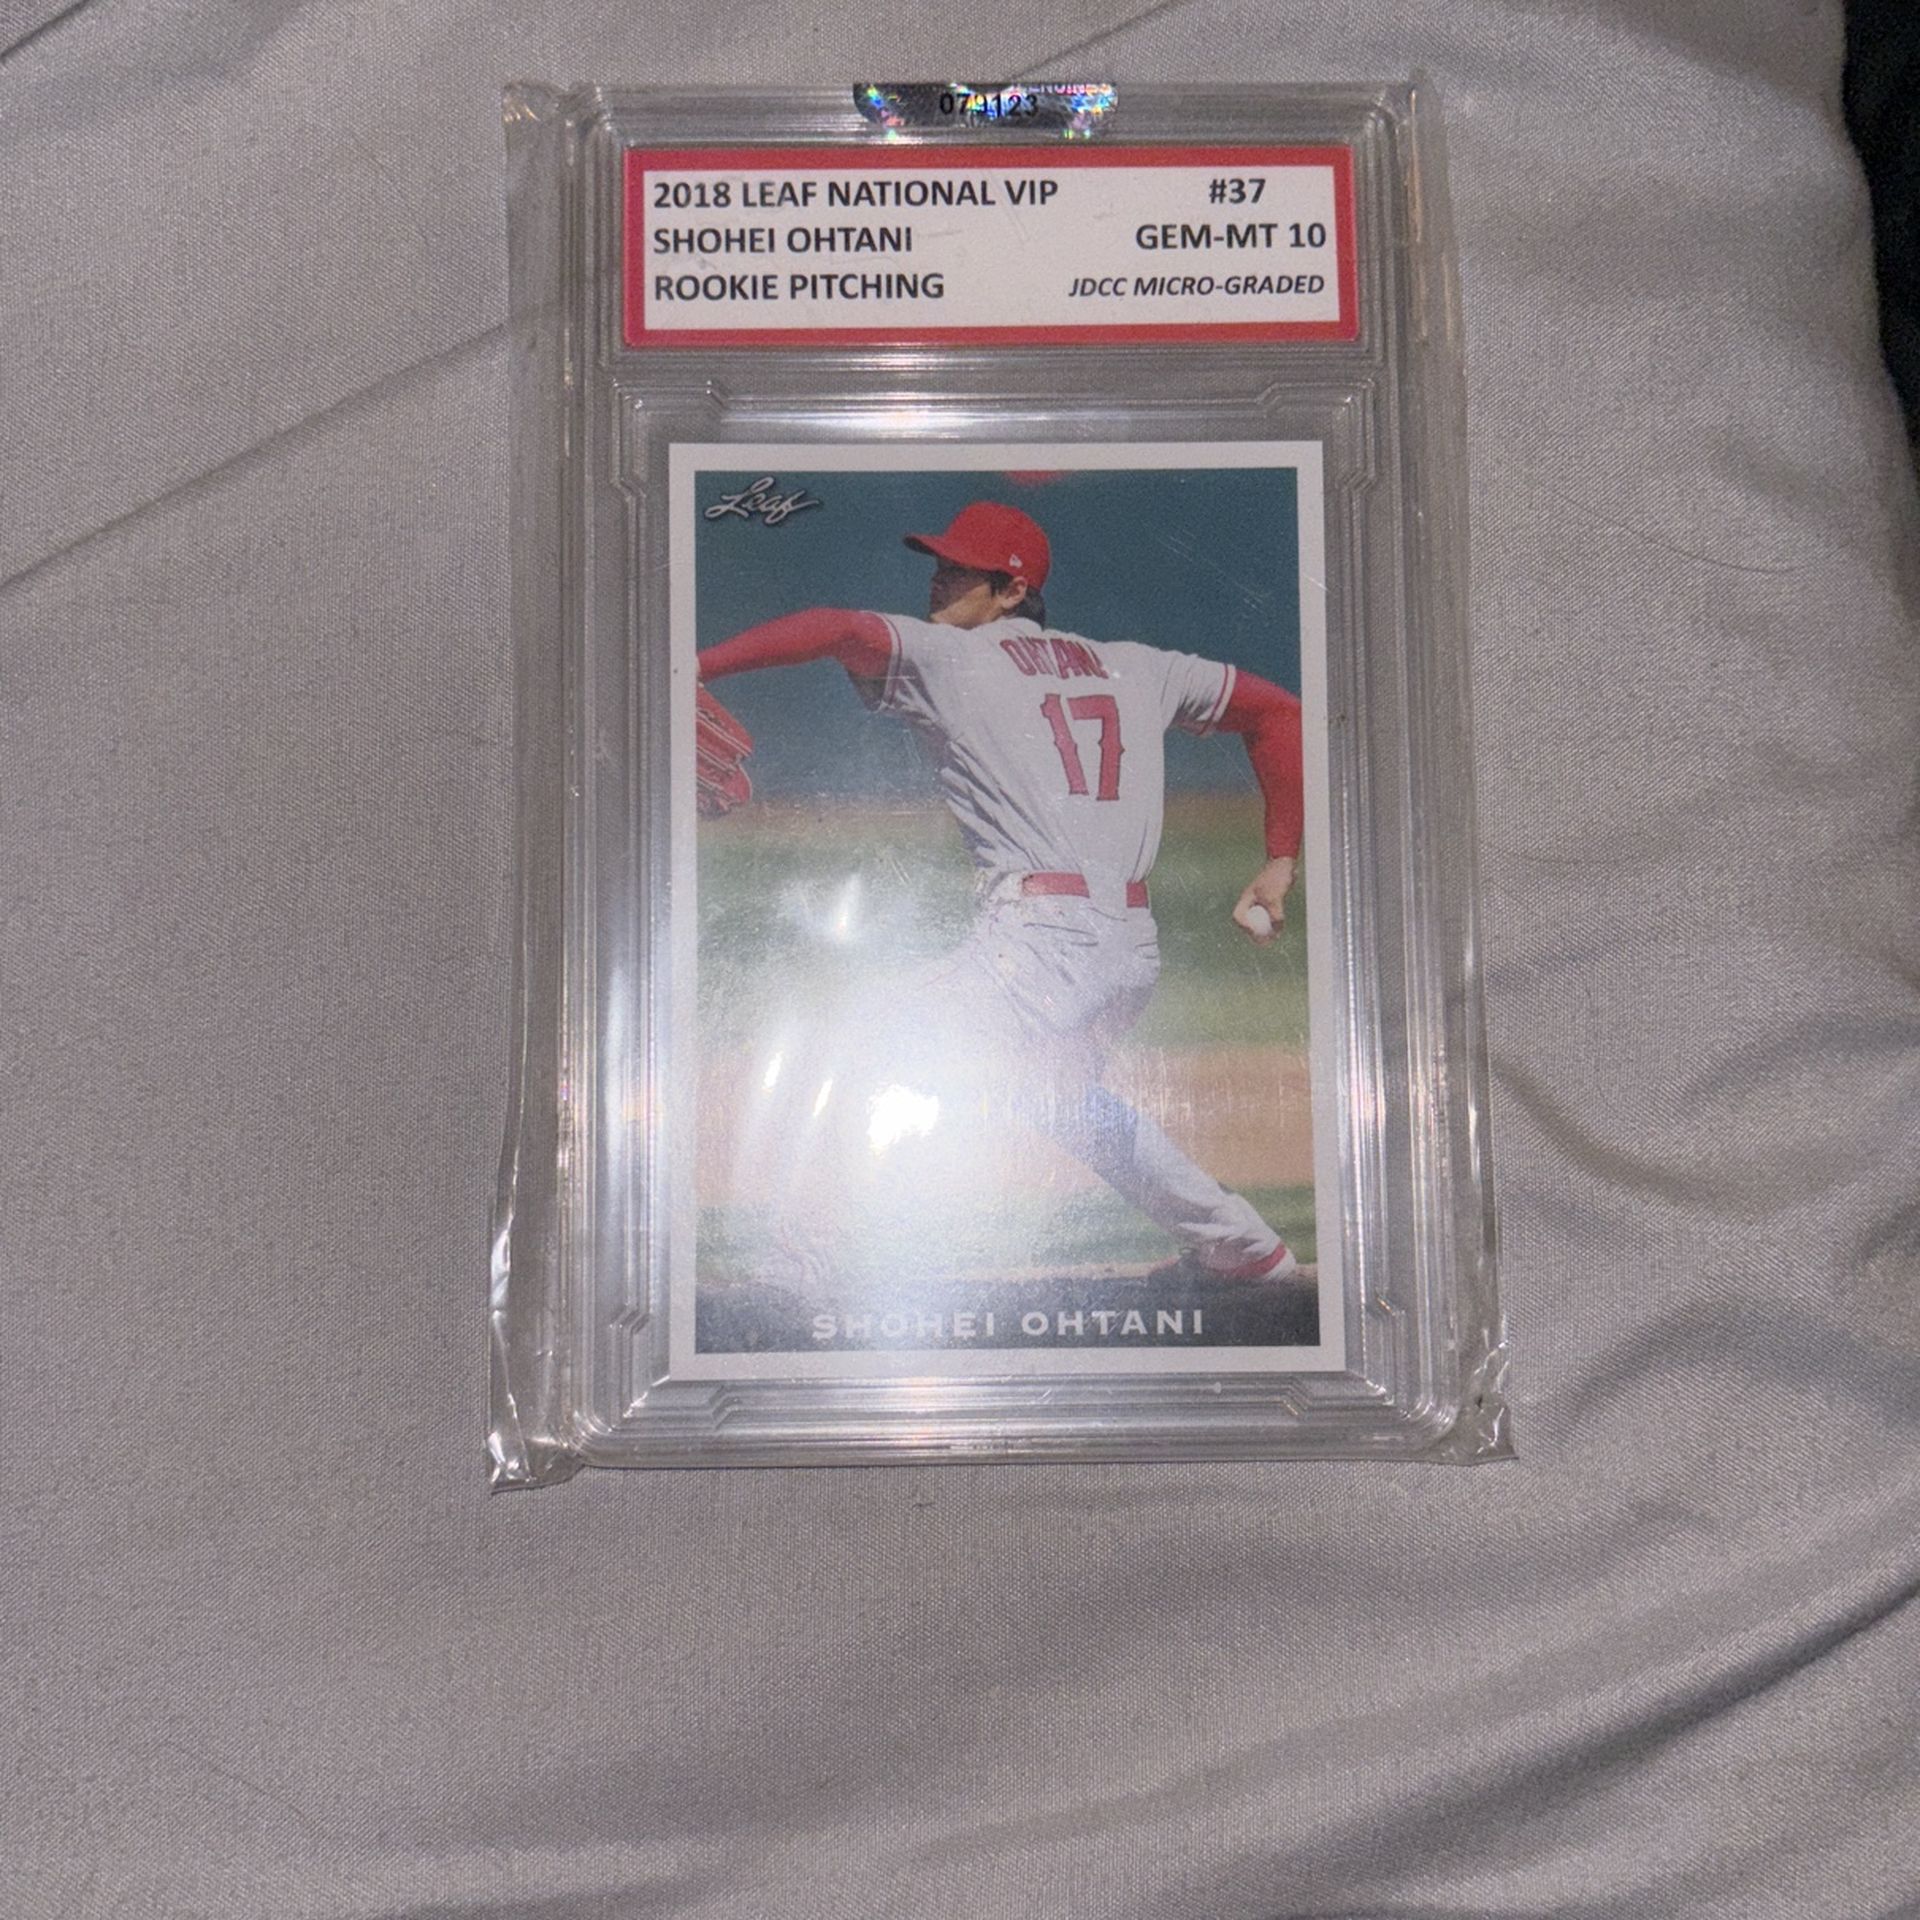 079123
2018 LEAF NATIONAL VIP #37
SHOHEI OHTANI GEM-MT 10
ROOKIE PITCHING JDCC MICRO-GRADED
Leaf
OHTANI
17
SHOHEI OHTANI